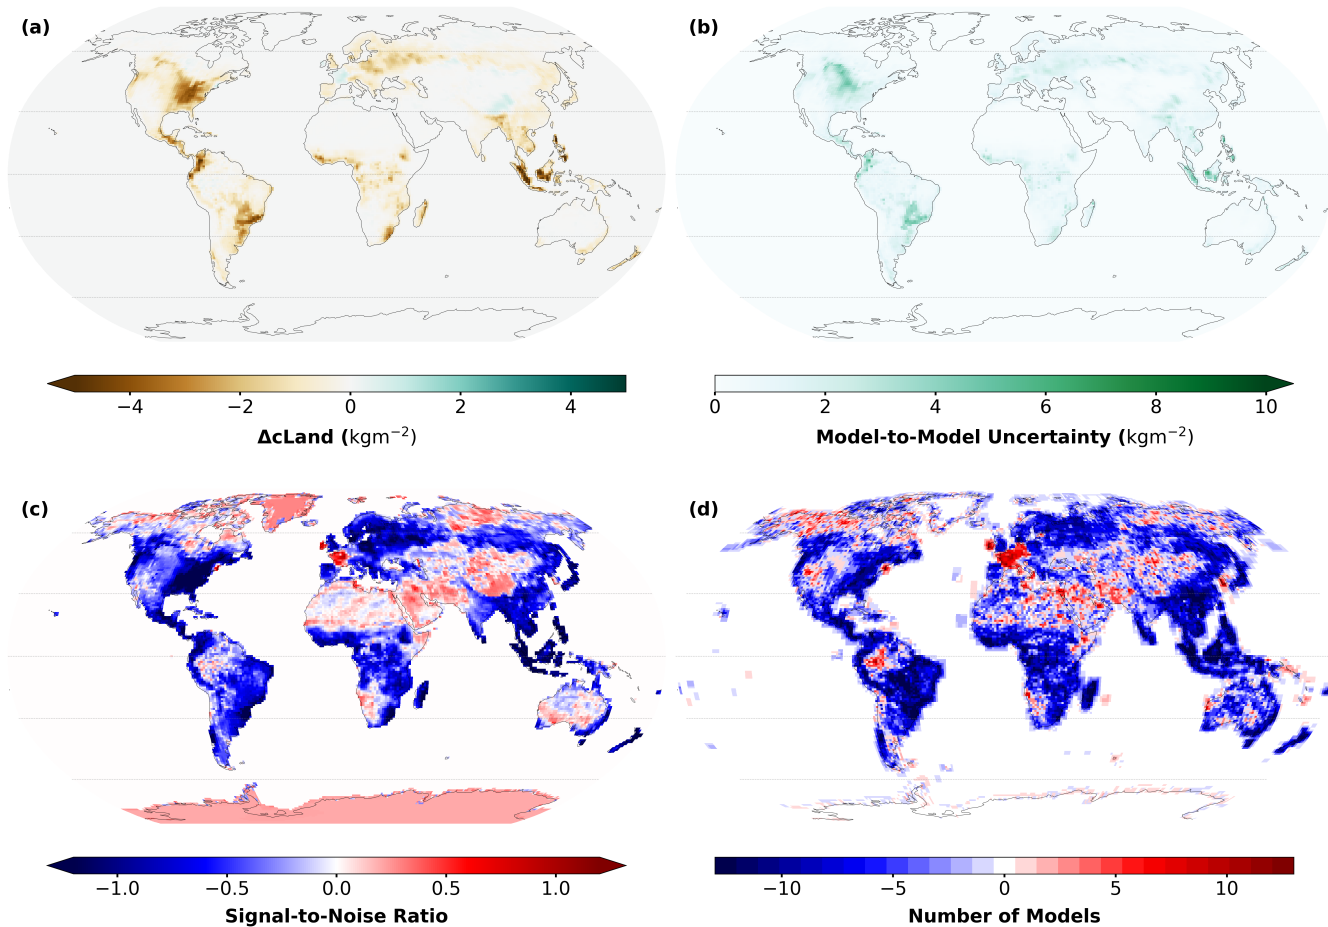 (a)
(b)
−4 −2 0 2 4
ΔcLand (kgm−2)
0 2 4 6 8 10
Model-to-Model Uncertainty (kgm−2)
(c)
(d)
−1.0 −0.5 0.0 0.5 1.0
Signal-to-Noise Ratio
−10 −5 0 5 10
Number of Models